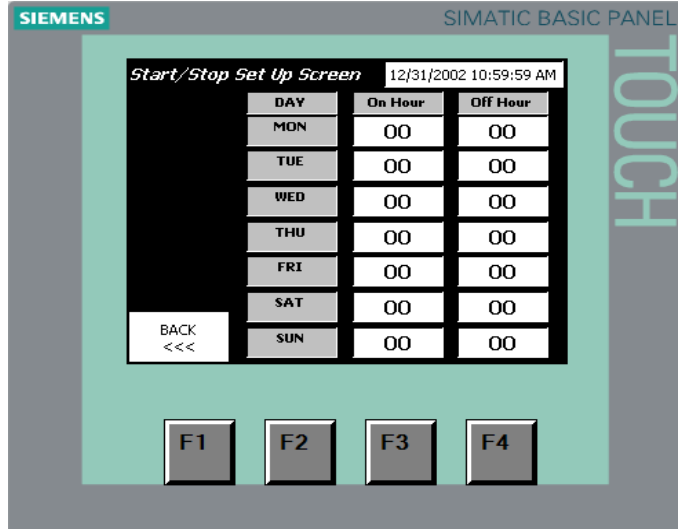 SIEMENS
SIMATIC BASIC PANEL
TOUCH
Start/Stop Set Up Screen 12/31/2002 10:59:59 AM
DAY On Hour Off Hour
MON 00 00
TUE 00 00
WED 00 00
THU 00 00
FRI 00 00
SAT 00 00
SUN 00 00
BACK
<<<
F1 F2 F3 F4